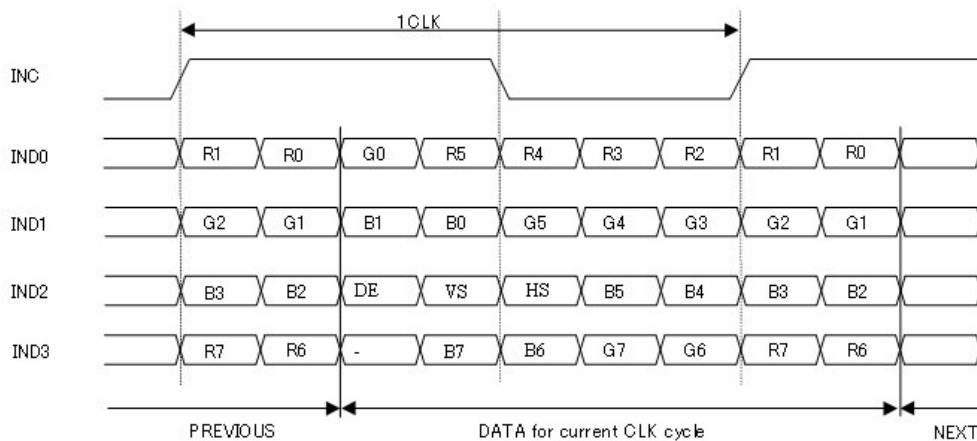 1CLK
INC
IND0 R1 R0 G0 R5 R4 R3 R2 R1 R0
IND1 G2 G1 B1 B0 G5 G4 G3 G2 G1
IND2 B3 B2 DE VS HS B5 B4 B3 B2
IND3 R7 R6 - B7 B6 G7 G6 R7 R6
PREVIOUS DATA for current CLK cycle NEXT